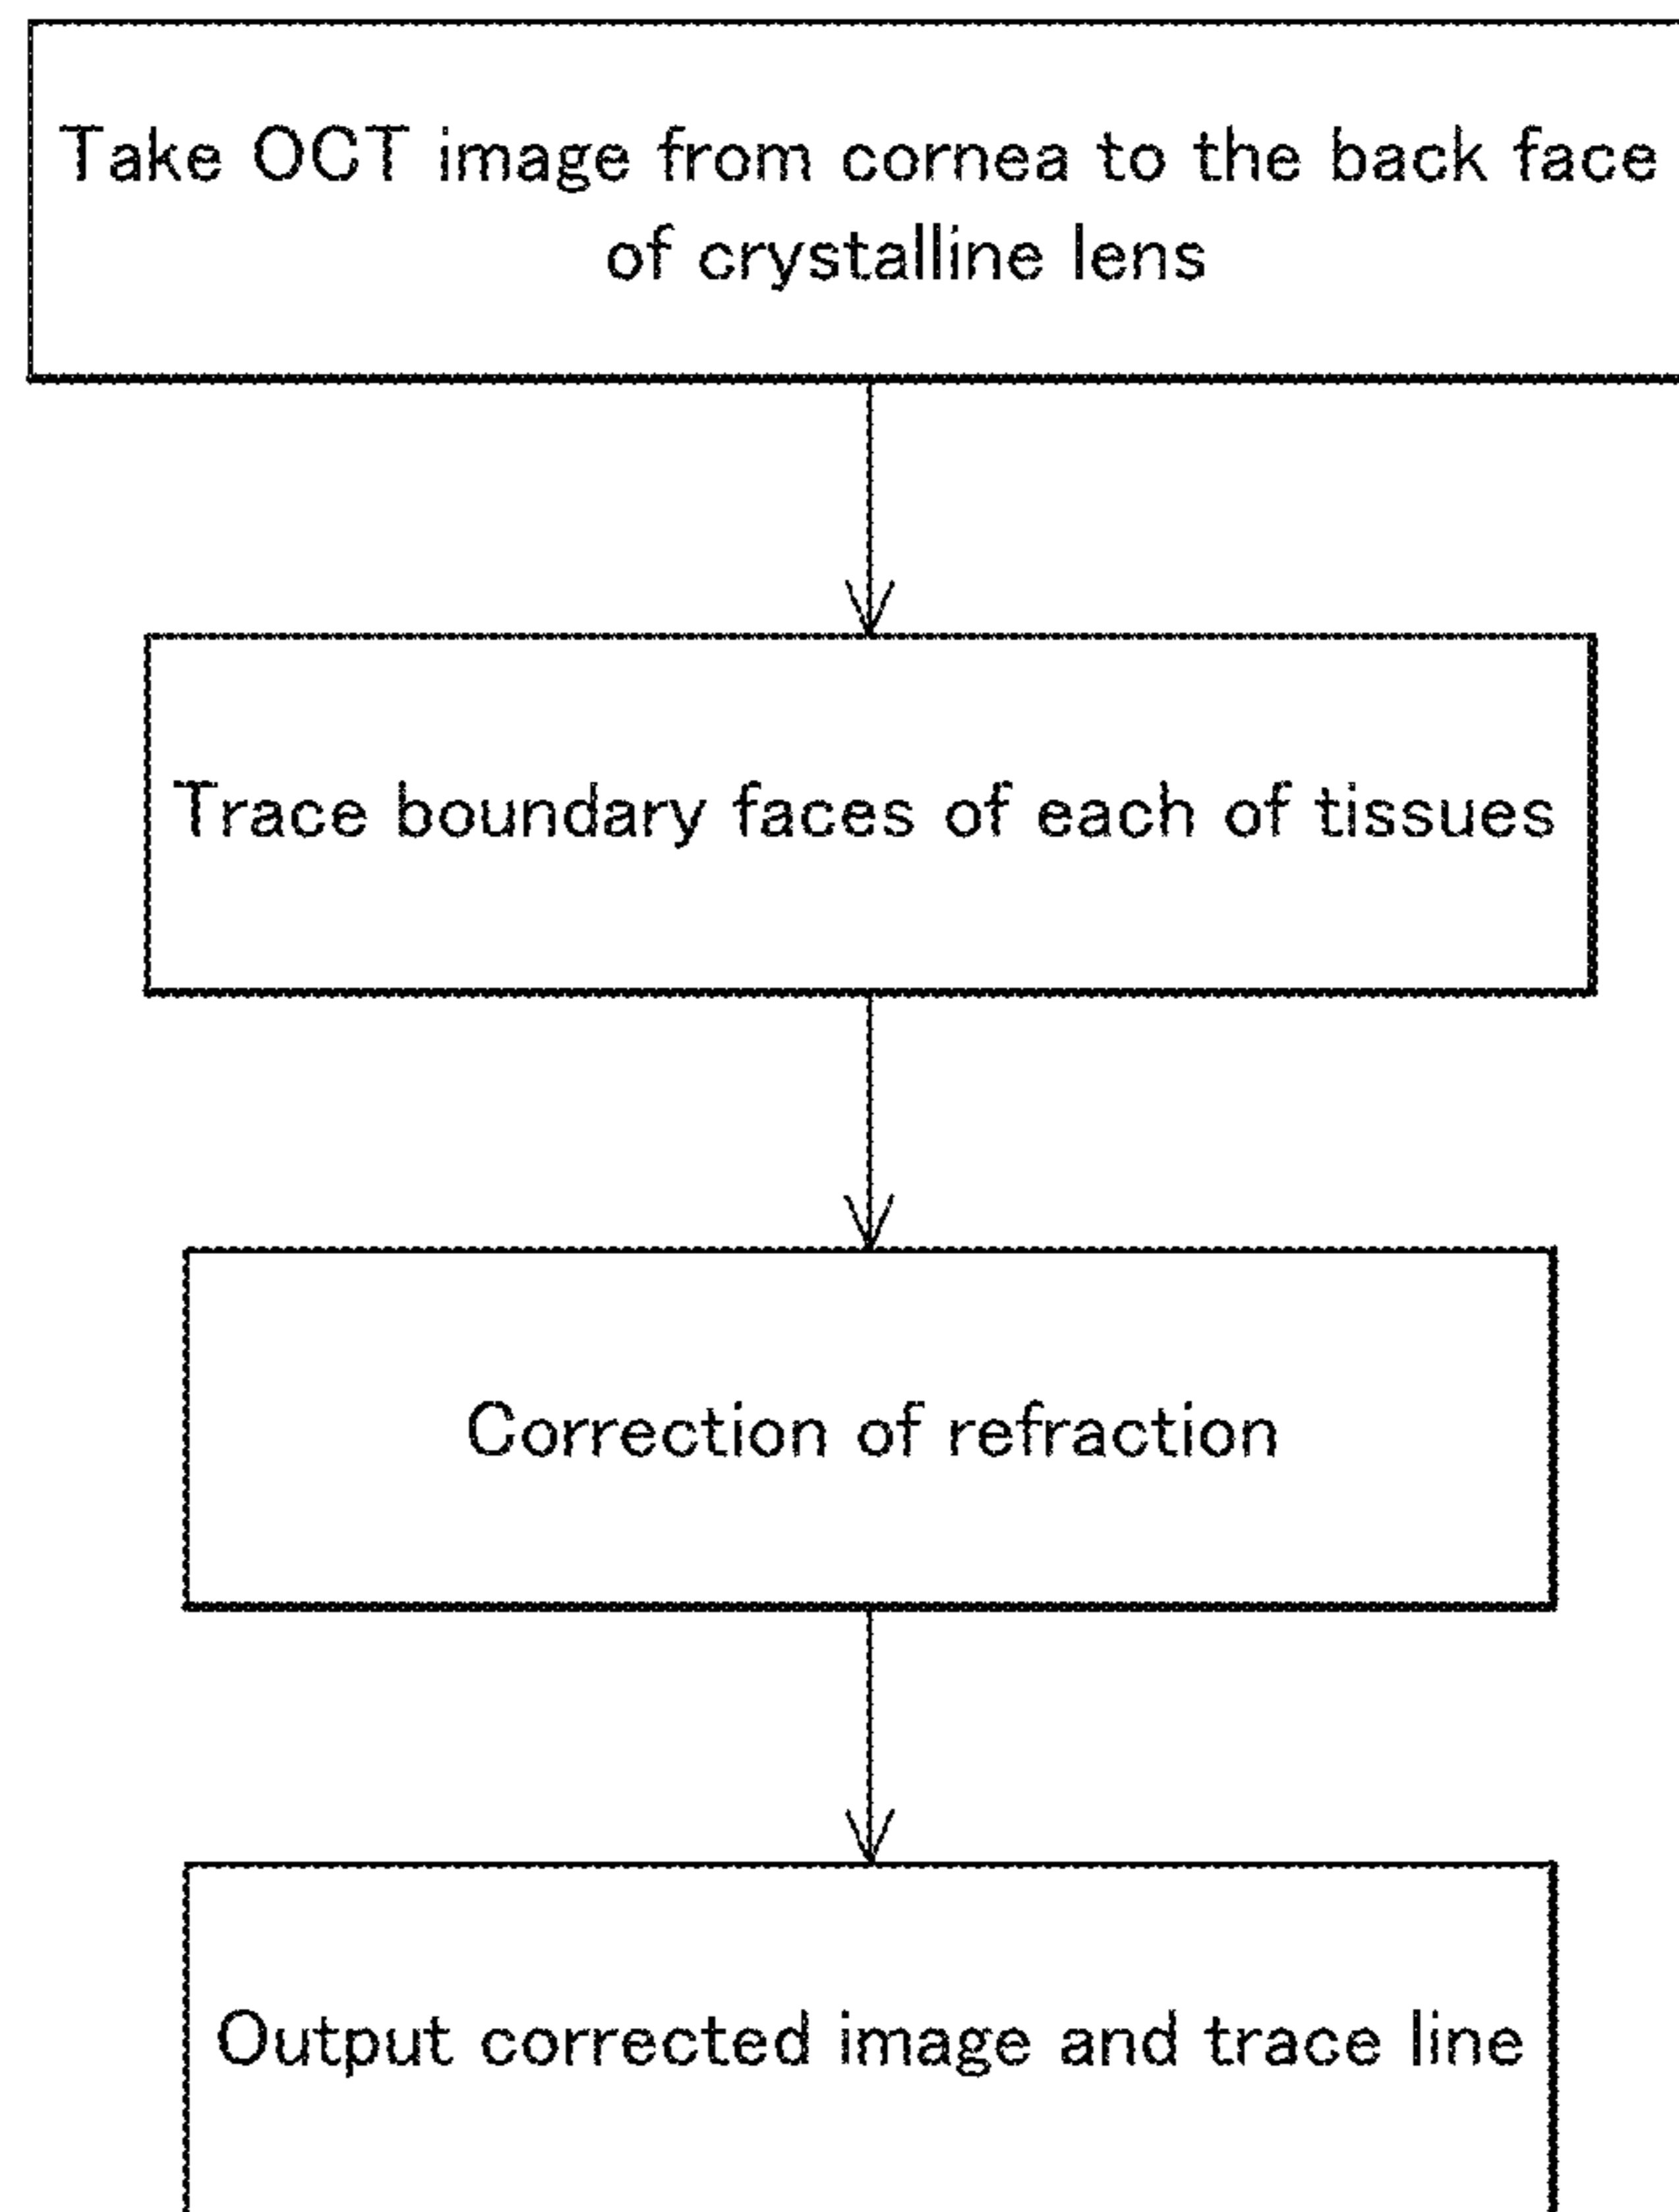 Take OCT image from cornea to the back face
of crystalline lens
Trace boundary faces of each of tissues
Correction of refraction
Output corrected image and trace line